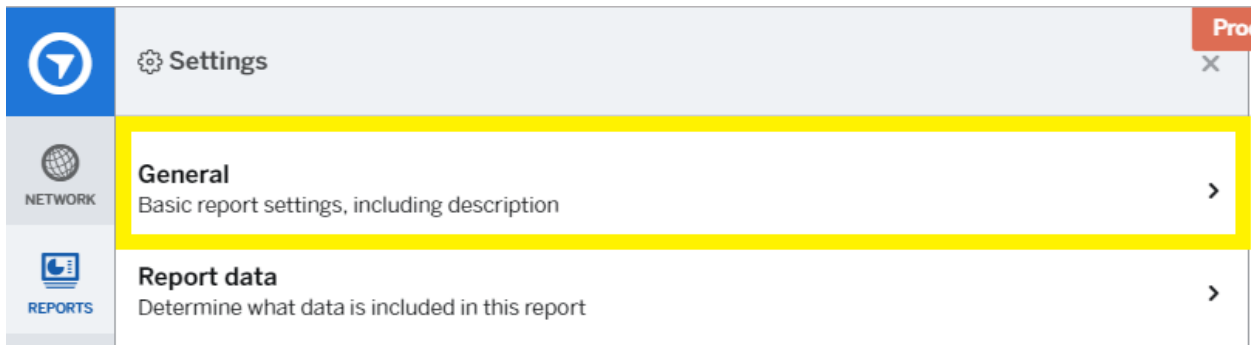 Settings
NETWORK
REPORTS
General
Basic report settings, including description
Report data
Determine what data is included in this report